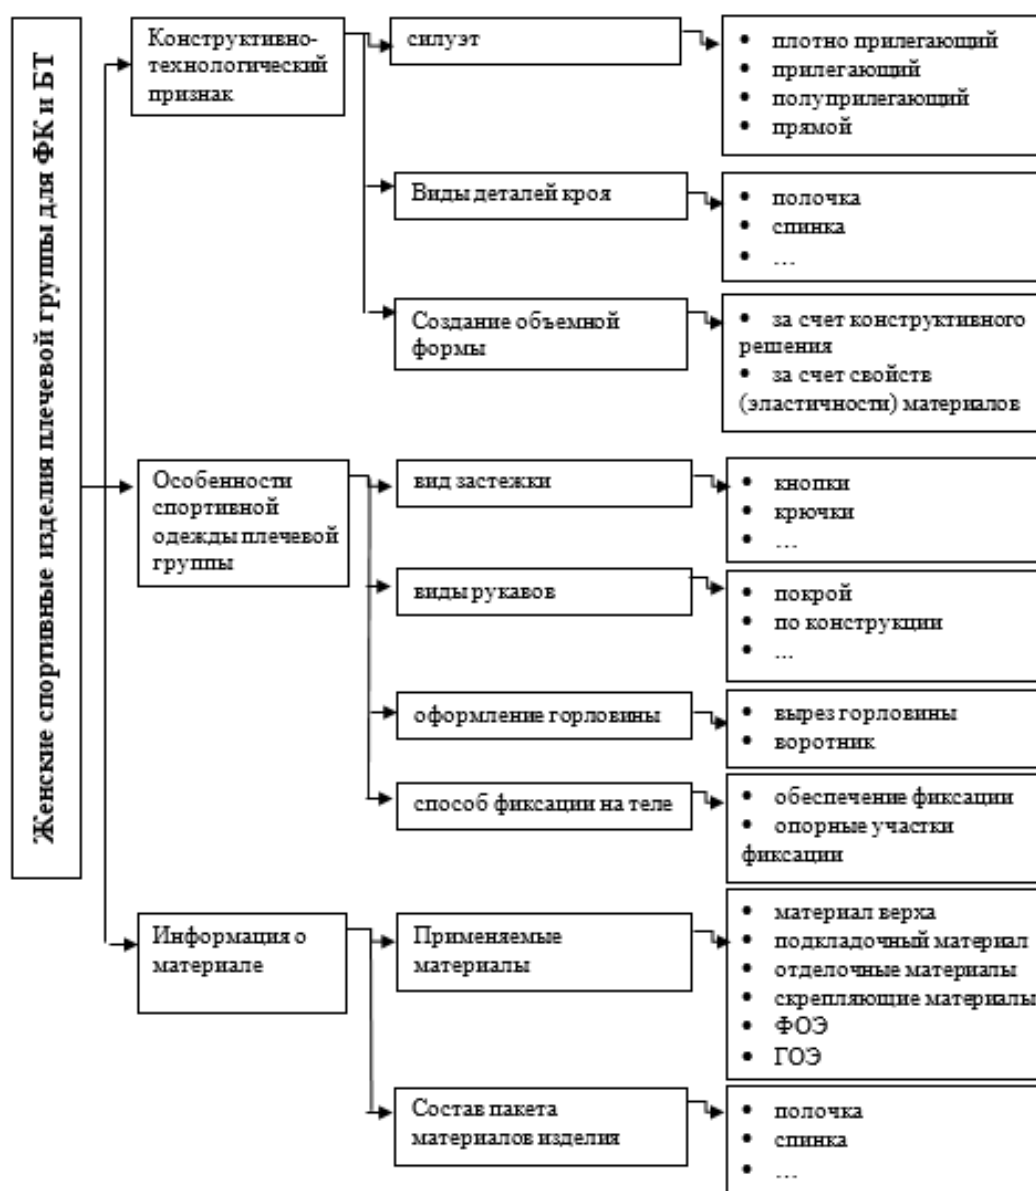 Женские спортивные изделия плечевой группы для ФК и БТ
Конструктивно-
технологический
признак
силуэт
• плотно прилегающий
• прилегающий
• полуприлегающий
• прямой
Виды деталей кроя
• полочка
• спинка
• ...
Создание объемной
формы
• за счет конструктивного
решения
• за счет свойств
(эластичности) материалов
Особенности
спортивной
одежды плечевой
группы
вид застежки
• кнопки
• крючки
• ...
виды рукавов
• покрой
• по конструкции
• ...
оформление горловины
• вырез горловины
• воротник
способ фиксации на теле
• обеспечение фиксации
• опорные участки
фиксации
Информация о
материале
Применяемые
материалы
• материал верха
• подкладочный материал
• отделочные материалы
• скрепляющие материалы
• ФОЭ
• ГОЭ
Состав пакета
материалов изделия
• полочка
• спинка
• ...